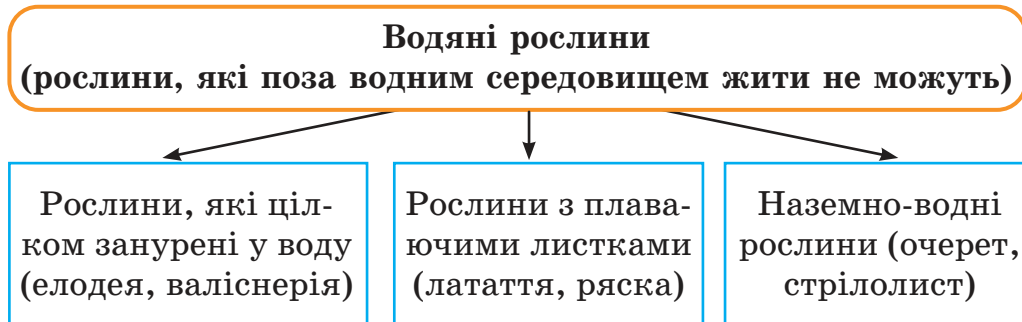 Водяні рослини
(рослини, які поза водним середовищем жити не можуть)
Рослини, які ціл-
ком занурені у воду
(елодея, валіснерія)
Рослини з плава-
ючими листками
(латаття, ряска)
Наземно-водні
рослини (очерет,
стрілолист)